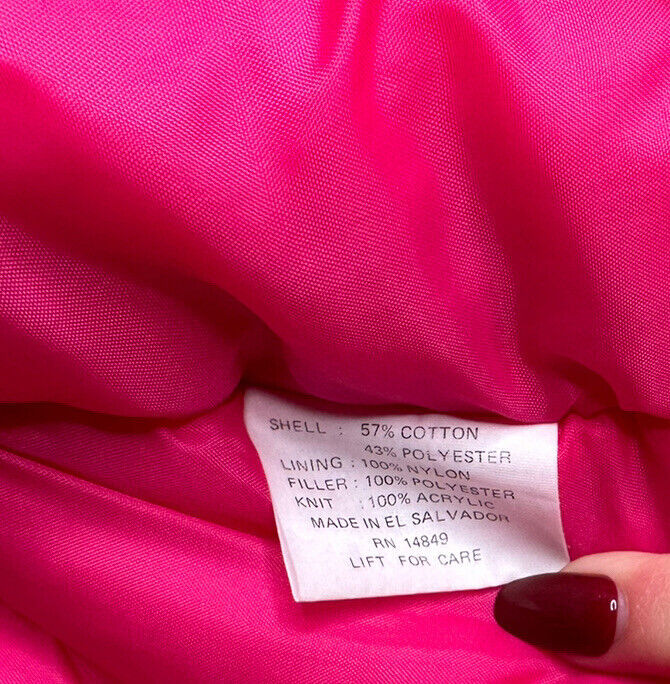 SHELL : 57% COTTON
43% POLYESTER
LINING : 100% NYLON
FILLER : 100% POLYESTER
KNIT : 100% ACRYLIC
MADE IN EL SALVADOR
RN 14849
LIFT FOR CARE